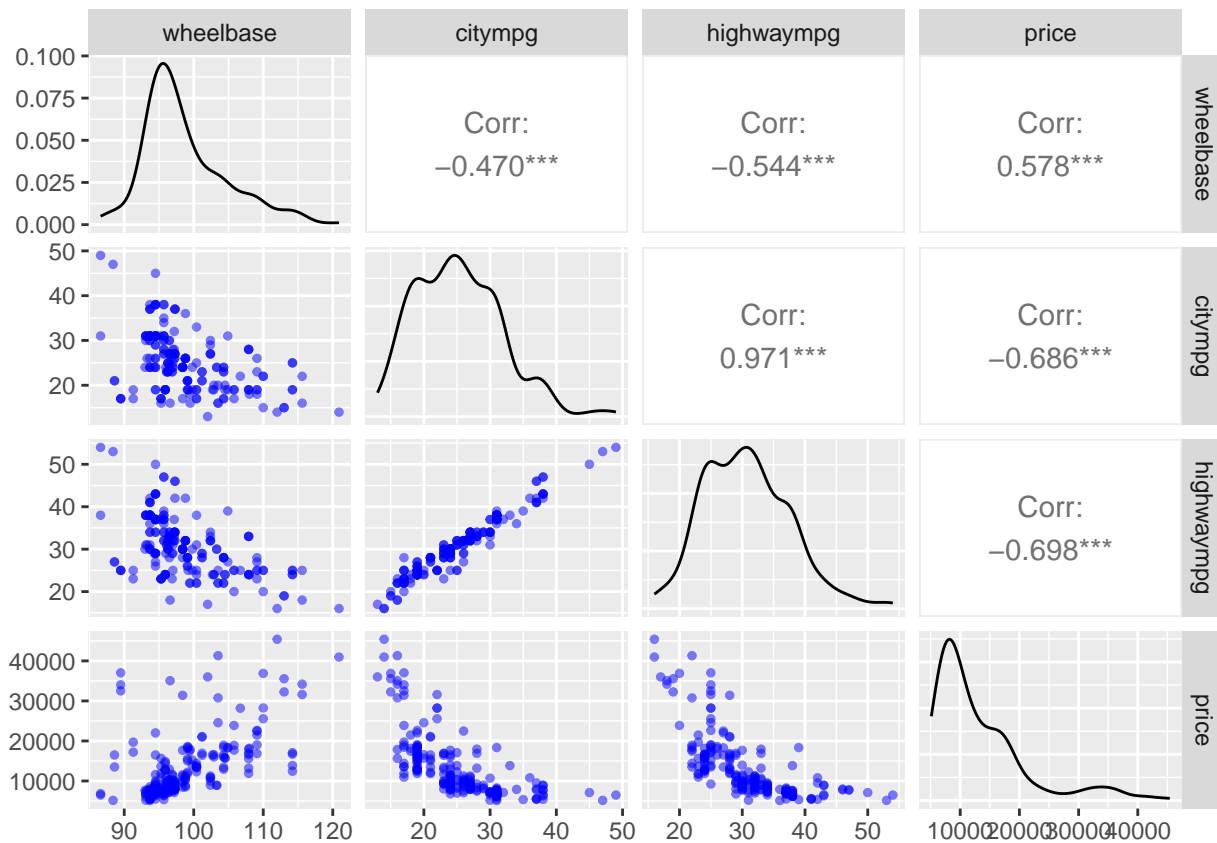 wheelbase citympg highwaympg price
0.100
0.075
0.050
0.025
0.000
Corr:
−0.470***
Corr:
−0.544***
Corr:
0.578***
wheelbase
50
40
30
20
Corr:
0.971***
Corr:
−0.686***
citympg
50
40
30
20
Corr:
−0.698***
highwaympg
40000
30000
20000
10000
price
90 100 110 120
20 30 40 50
20 30 40 50
10000 20000 30000 40000